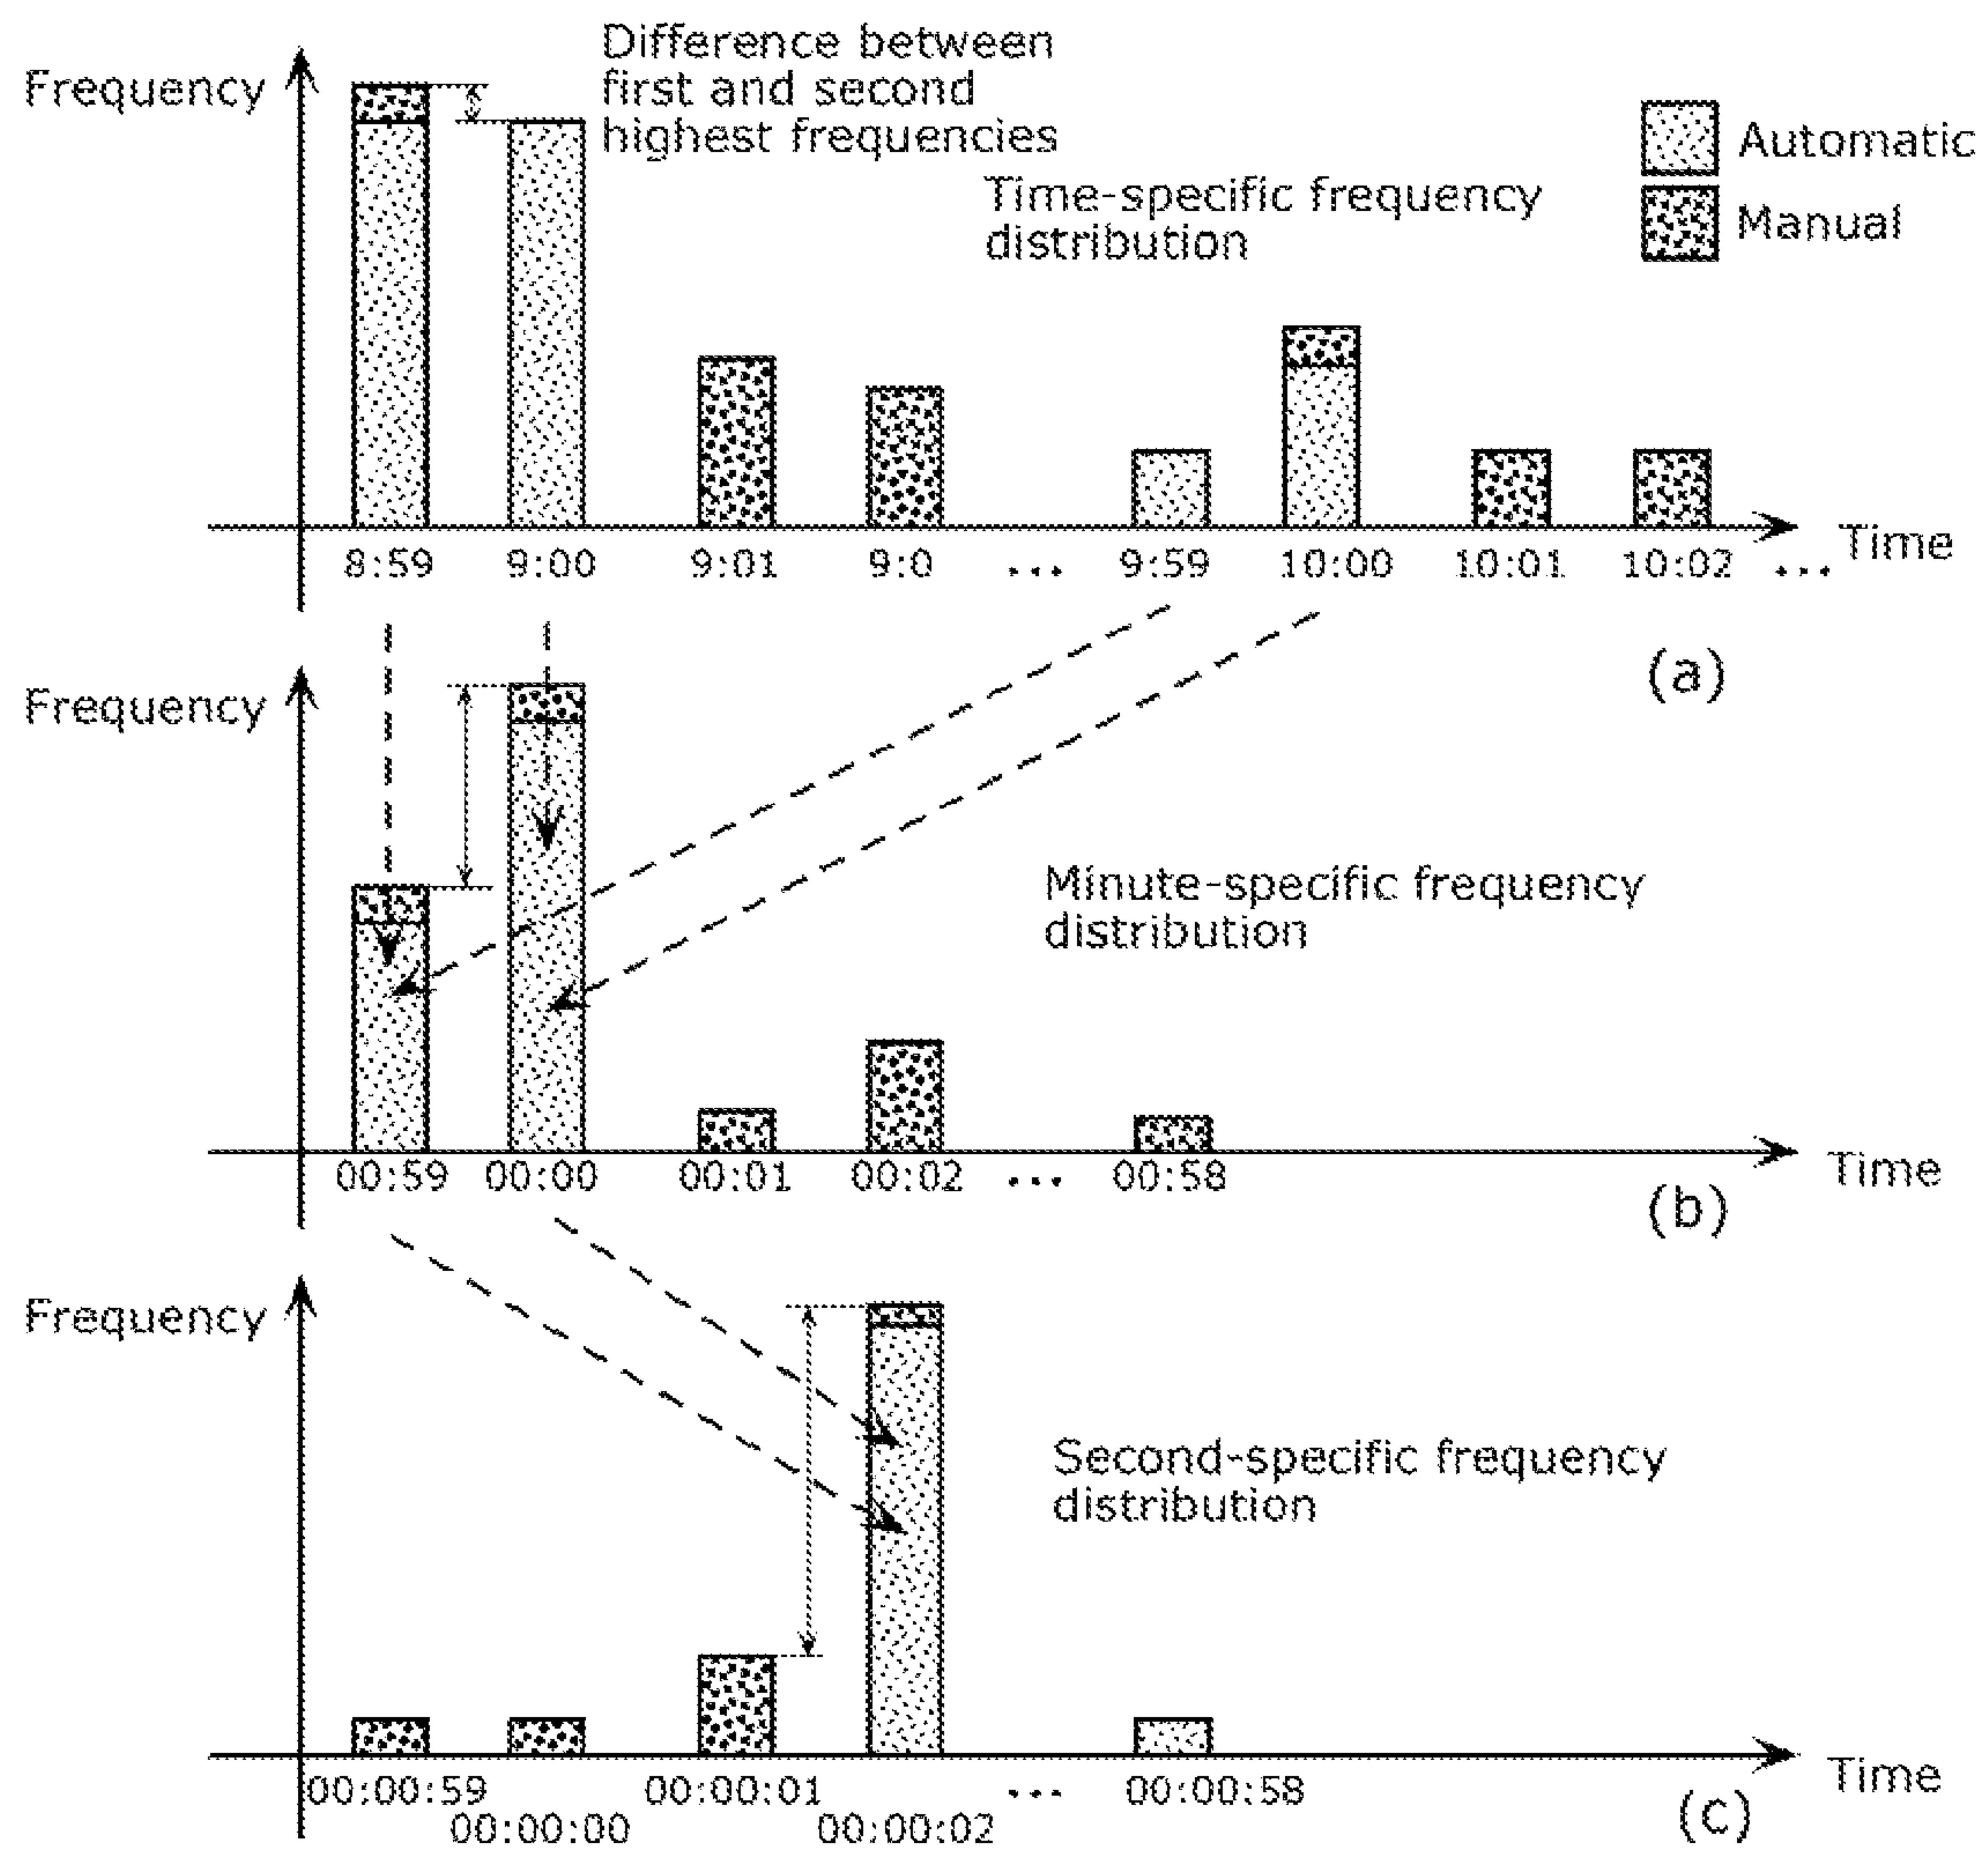 Difference between
first and second
highest frequencies
Frequency
Automatic
Manual
Time-specific frequency
distribution
8:59 9:00 9:01 9:0 ... 9:59 10:00 10:01 10:02 ... Time
(a)
Frequency
Minute-specific frequency
distribution
00:59 00:00 00:01 00:02 ... 00:58 Time
(b)
Frequency
Second-specific frequency
distribution
00:00:59 00:00:01 ... 00:00:58 Time
00:00:00 00:00:02
(c)